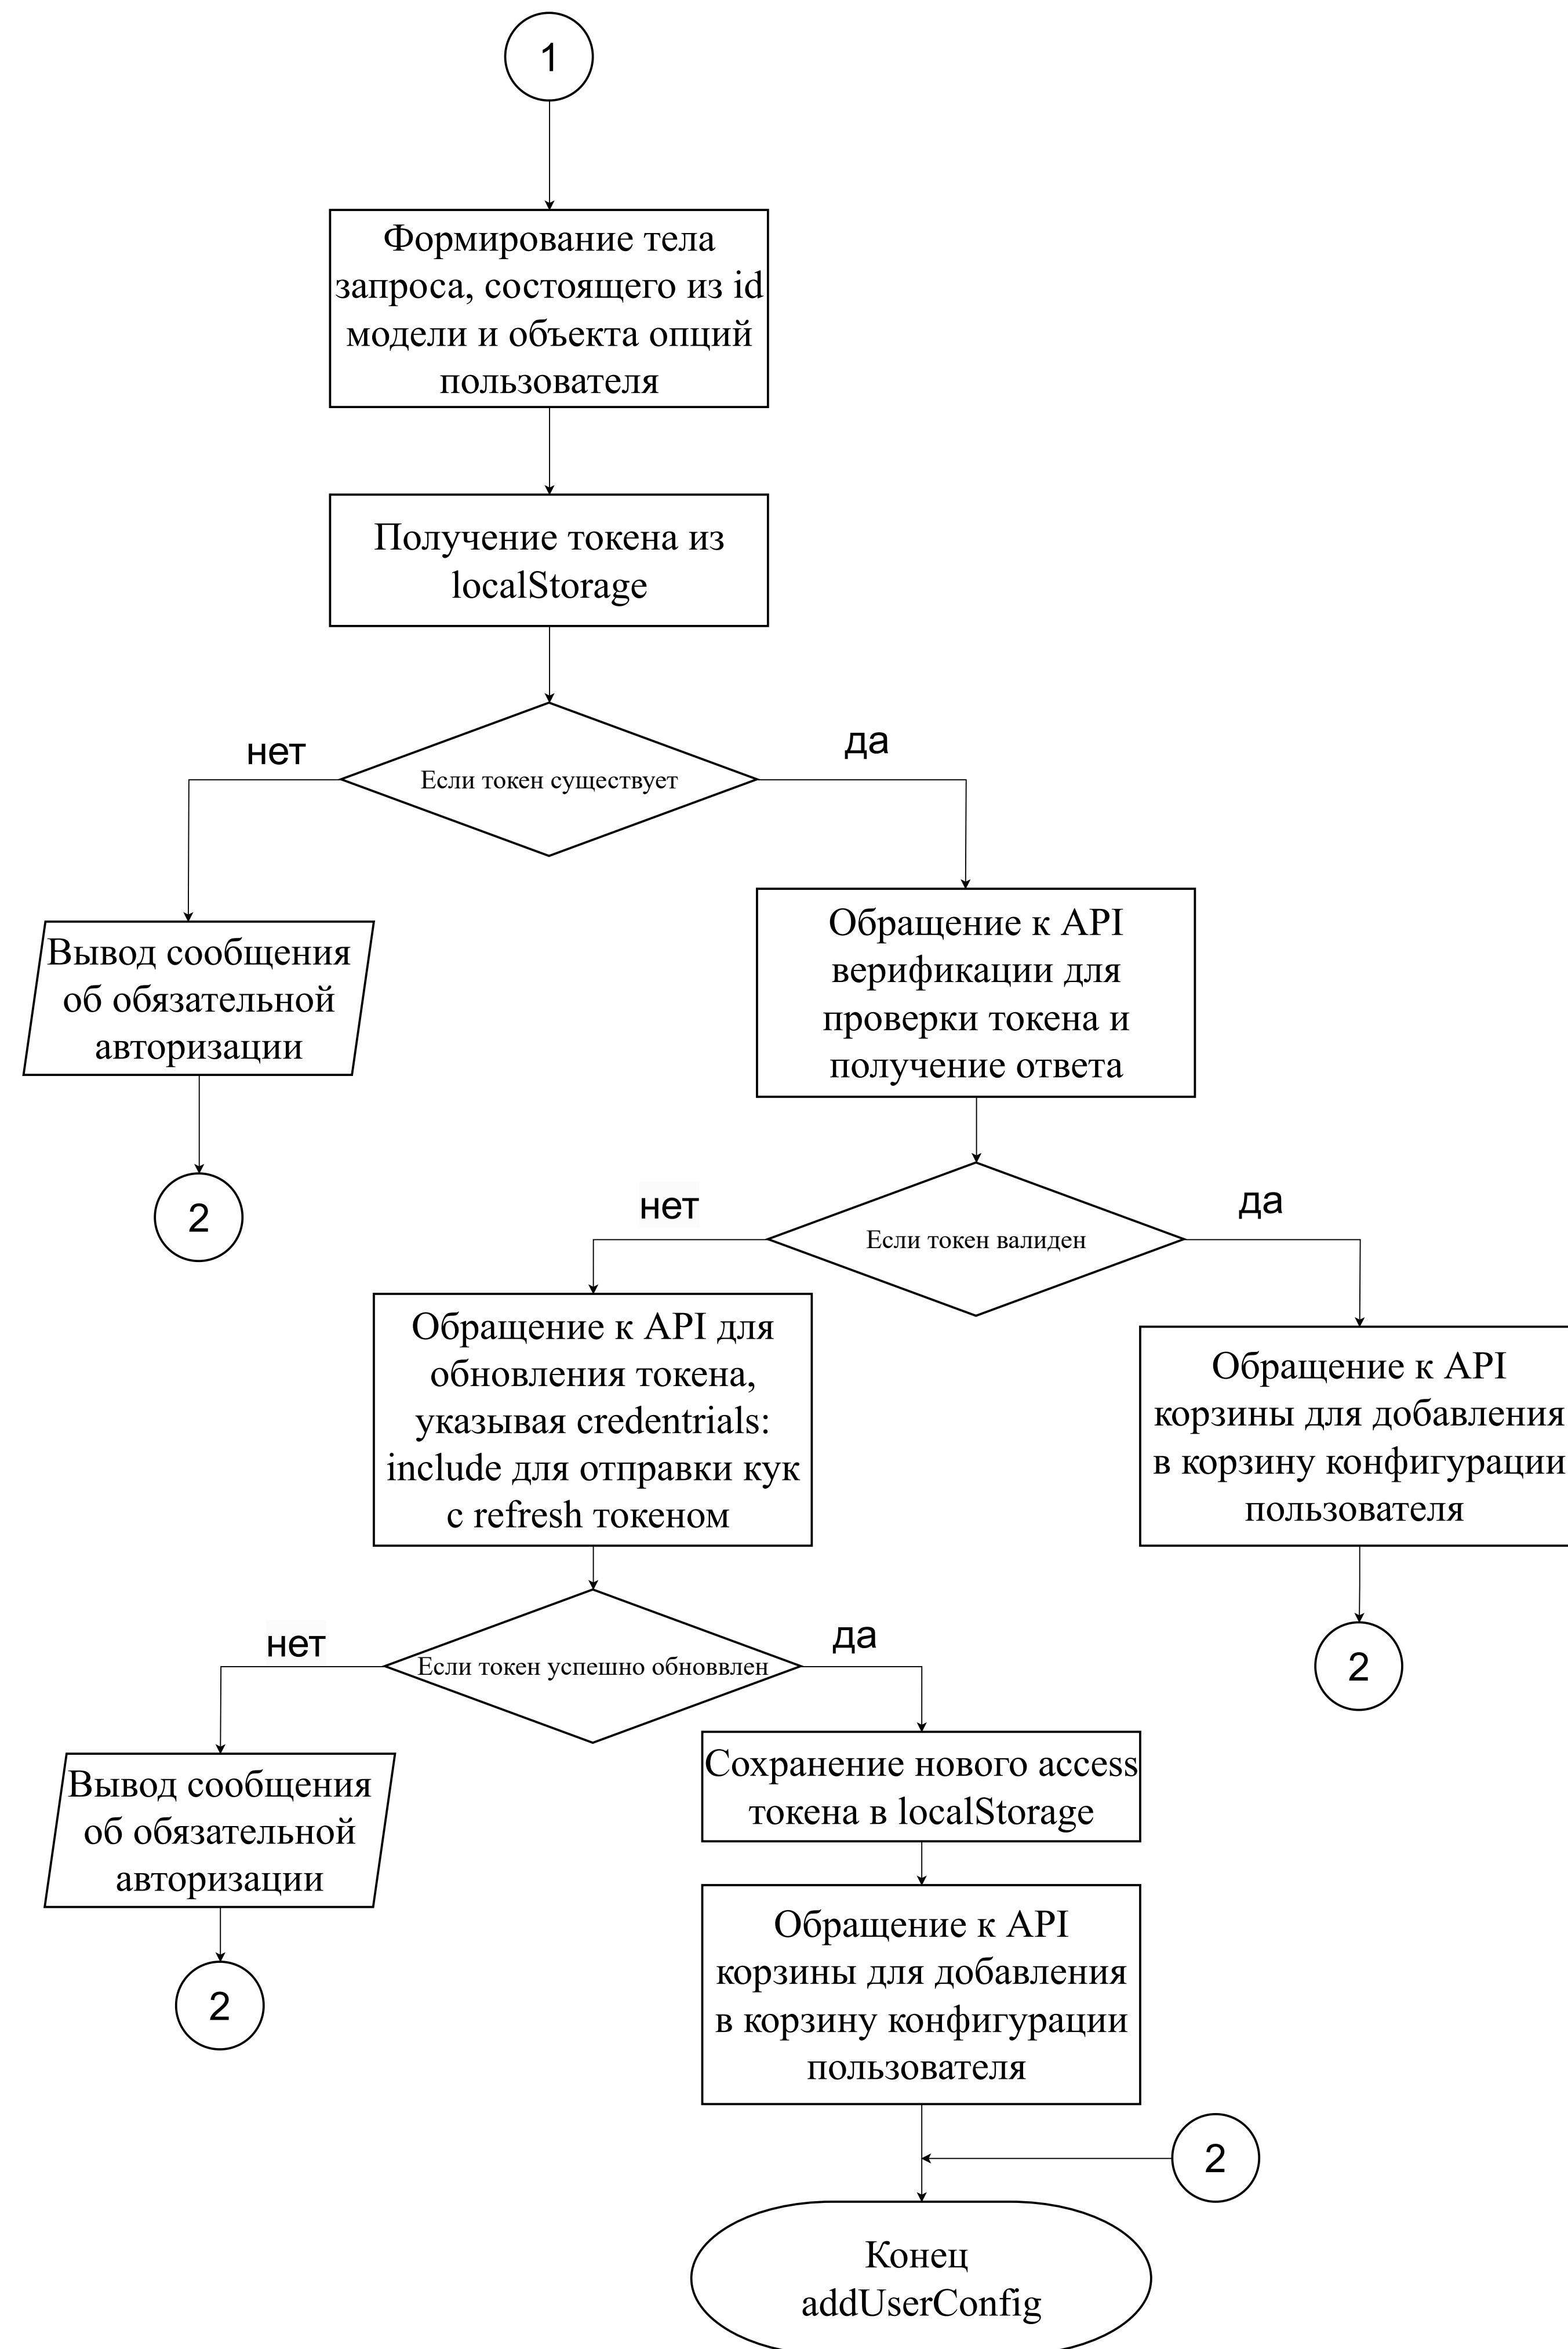 1
Формирование тела
запроса, состоящего из id
модели и объекта опций
пользователя
Получение токена из
localStorage
нет
да
Если токен существует
Вывод сообщения
об обязательной
авторизации
2
Обращение к API
верификации для
проверки токена и
получение ответа
нет
да
Если токен валиден
Обращение к API для
обновления токена,
указывая credentrials:
include для отправки кук
с refresh токеном
Обращение к API
корзины для добавления
в корзину конфигурации
пользователя
2
нет
да
Если токен успешно обноввлен
Вывод сообщения
об обязательной
авторизации
2
Сохранение нового access
токена в localStorage
Обращение к API
корзины для добавления
в корзину конфигурации
пользователя
2
Конец
addUserConfig